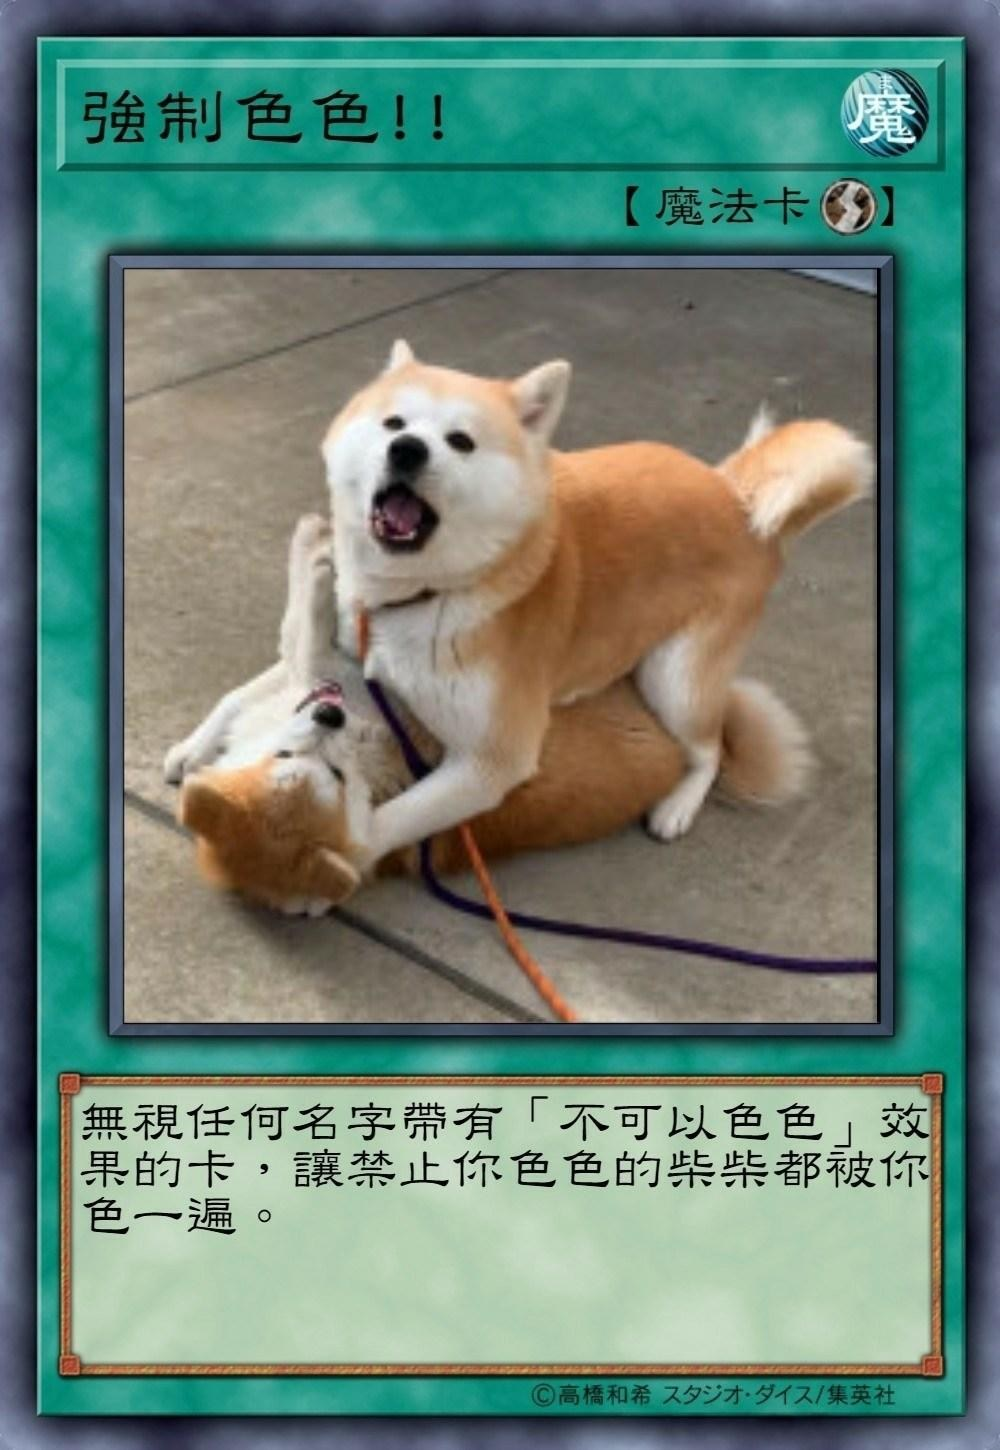 強制色色!!
ま
魔
【魔法卡】
無視任何名字帶有「不可以色色」效
果的卡，讓禁止你色色的柴柴都被你
色一遍。
©高橋和希 スタジオ・ダイス/集英社